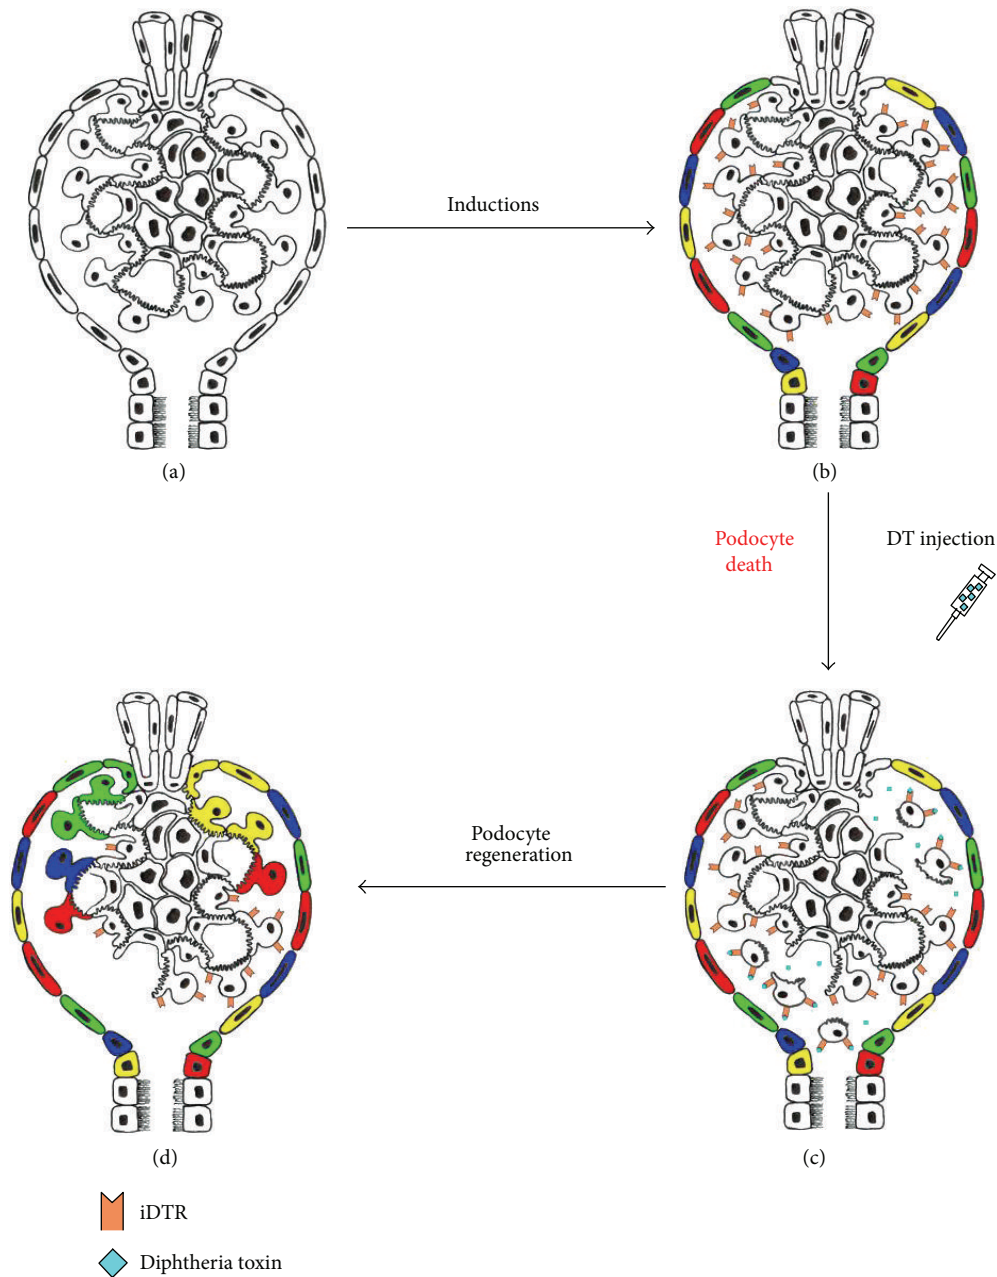 Inductions
(a)
(b)
Podocyte
death
DT injection
Podocyte
regeneration
(d)
(c)
iDTR
Diphtheria toxin